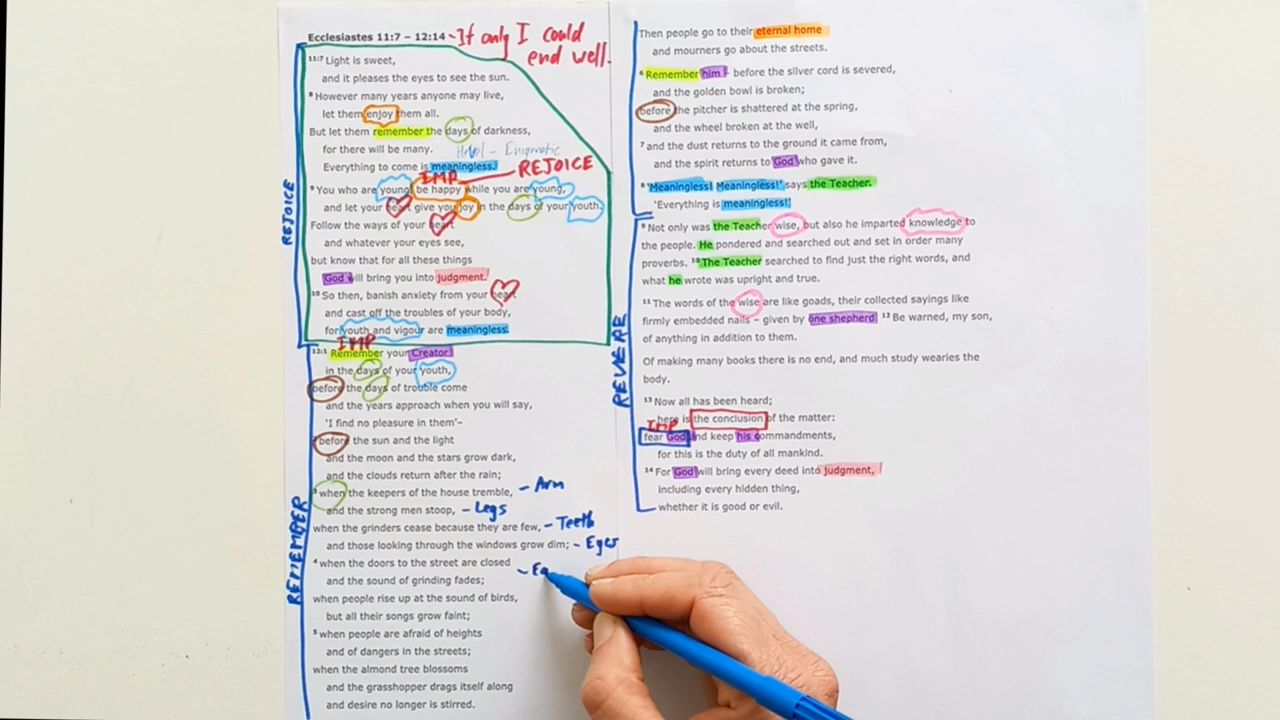 Ecclesiastes 11:7 – 12:14 - If only I could
end well.
11:7 Light is sweet,
and it pleases the eyes to see the sun.
8 However many years anyone may live,
let them enjoy them all.
But let them remember the days of darkness,
for there will be many. Hevel - Enigmatic
Everything to come is meaningless.
IMP REJOICE
9 You who are young, be happy while you are young,
and let your heart give you joy in the days of your youth.
Follow the ways of your heart
and whatever your eyes see,
but know that for all these things
God will bring you into judgment.
10 So then, banish anxiety from your heart
and cast off the troubles of your body,
for youth and vigour are meaningless.
REJOICE
IMP
12:1 Remember your Creator
in the days of your youth,
before the days of trouble come
and the years approach when you will say,
'I find no pleasure in them'–
2 before the sun and the light
and the moon and the stars grow dark,
and the clouds return after the rain;
3 when the keepers of the house tremble, - Arm
and the strong men stoop, - Legs
when the grinders cease because they are few, - Teeth
and those looking through the windows grow dim; - Eyes
4 when the doors to the street are closed - Ea
and the sound of grinding fades;
when people rise up at the sound of birds,
but all their songs grow faint;
5 when people are afraid of heights
and of dangers in the streets;
when the almond tree blossoms
and the grasshopper drags itself along
and desire no longer is stirred.
REMEMBER
Then people go to their eternal home
and mourners go about the streets.
6 Remember him – before the silver cord is severed,
and the golden bowl is broken;
before the pitcher is shattered at the spring,
and the wheel broken at the well,
7 and the dust returns to the ground it came from,
and the spirit returns to God who gave it.
8 'Meaningless! Meaningless!' says the Teacher.
'Everything is meaningless!'
9 Not only was the Teacher wise, but also he imparted knowledge to
the people. He pondered and searched out and set in order many
proverbs. 10 The Teacher searched to find just the right words, and
what he wrote was upright and true.
11 The words of the wise are like goads, their collected sayings like
firmly embedded nails – given by one shepherd. 12 Be warned, my son,
of anything in addition to them.
Of making many books there is no end, and much study wearies the
body.
13 Now all has been heard;
here is the conclusion of the matter:
IMP
fear God and keep his commandments,
for this is the duty of all mankind.
14 For God will bring every deed into judgment,
including every hidden thing,
whether it is good or evil.
REVERE